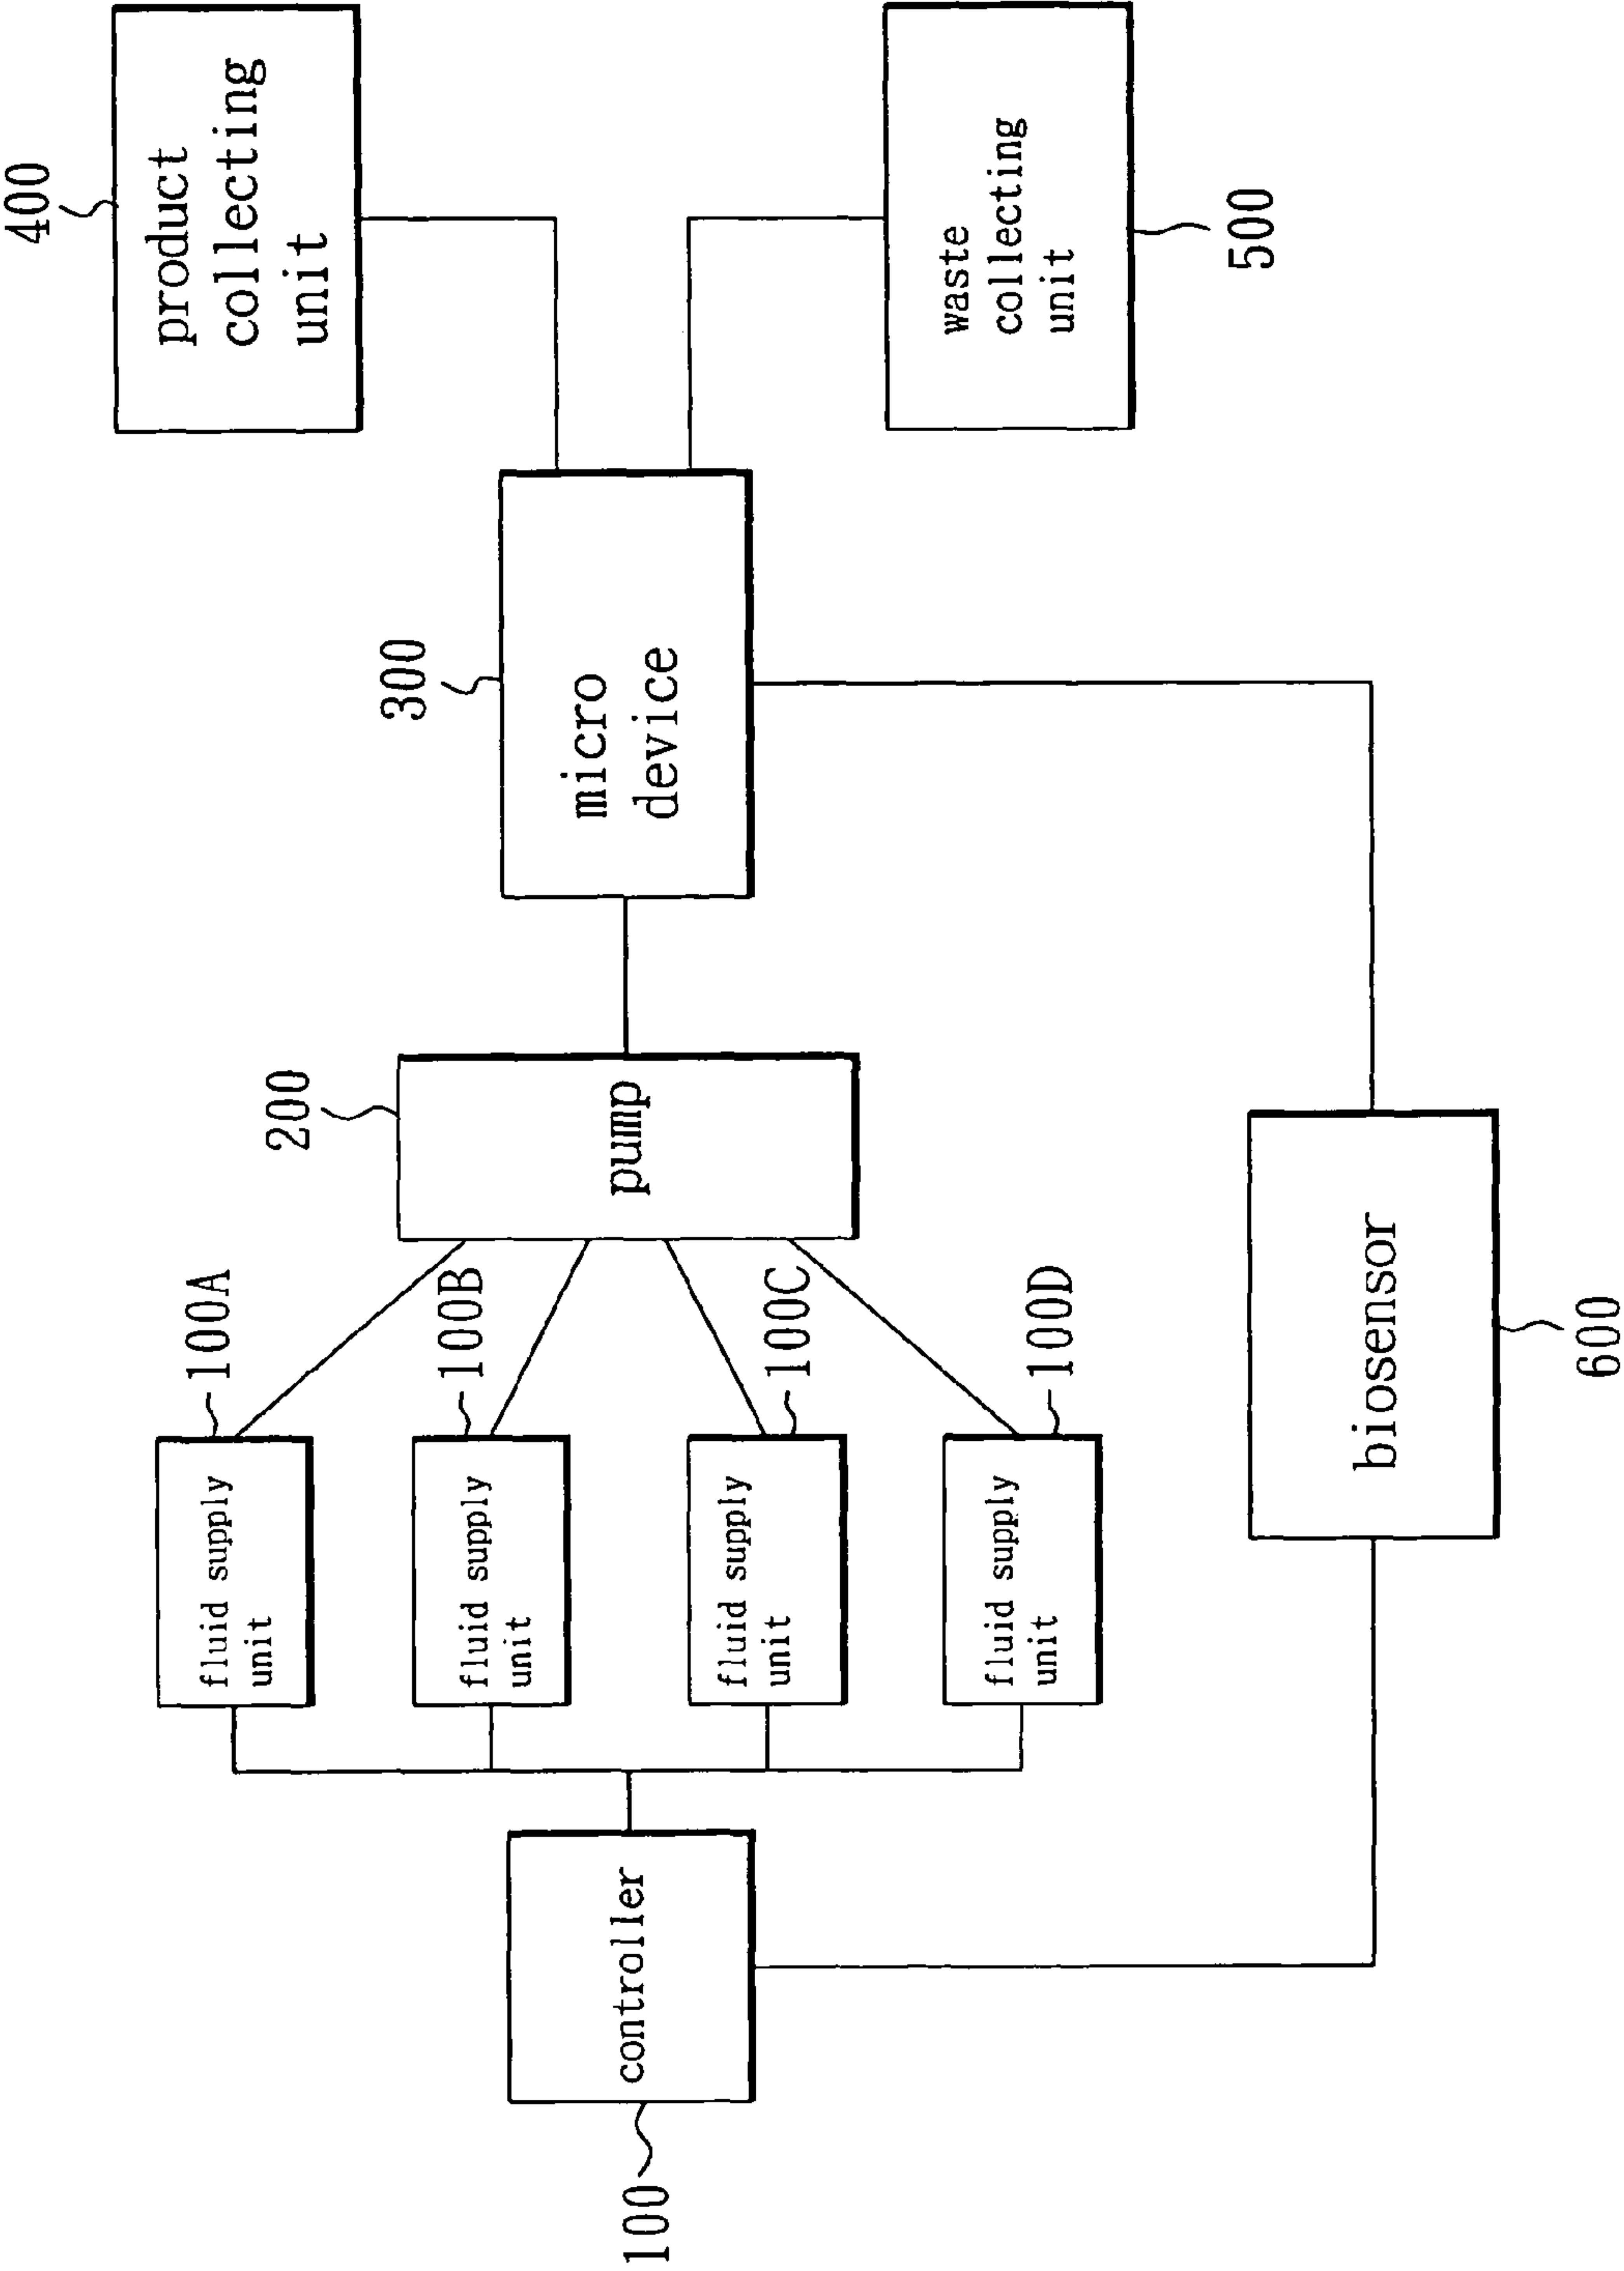 100
controller
fluid supply
unit
100A
fluid supply
unit
100B
fluid supply
unit
100C
fluid supply
unit
100D
200
pump
300
micro
device
400
product
collecting
unit
waste
collecting
unit
500
biosensor
600